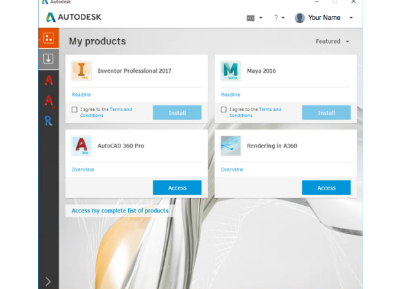 Autodesk
AUTODESK
? Your Name
My products
Featured
Inventor Professional 2017
Maya 2016
Readme
Readme
I agree to the Terms and
Conditions
Install
I agree to the Terms and
Conditions
Install
AutoCAD 360 Pro
Rendering in A360
Overview
Overview
Access
Access
Access my complete list of products